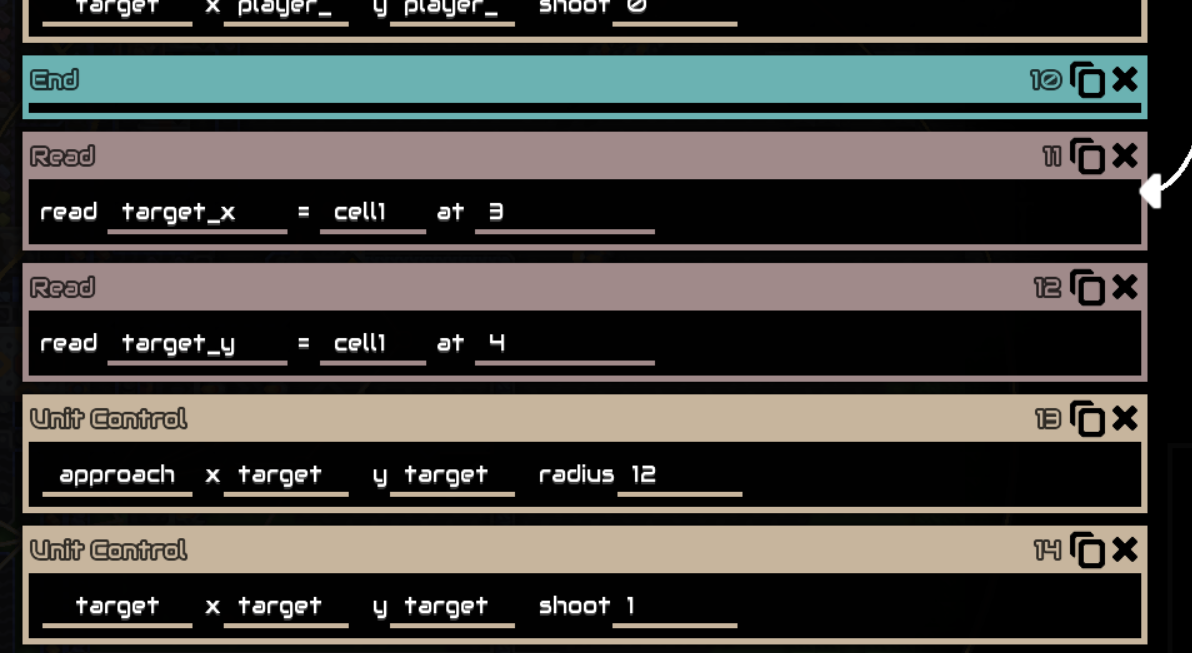 target x player_ y player_ shoot 0
End 10
Read 11
read target_x = cell1 at 3
Read 12
read target_y = cell1 at 4
Unit Control 13
approach x target y target radius 12
Unit Control 14
target x target y target shoot 1